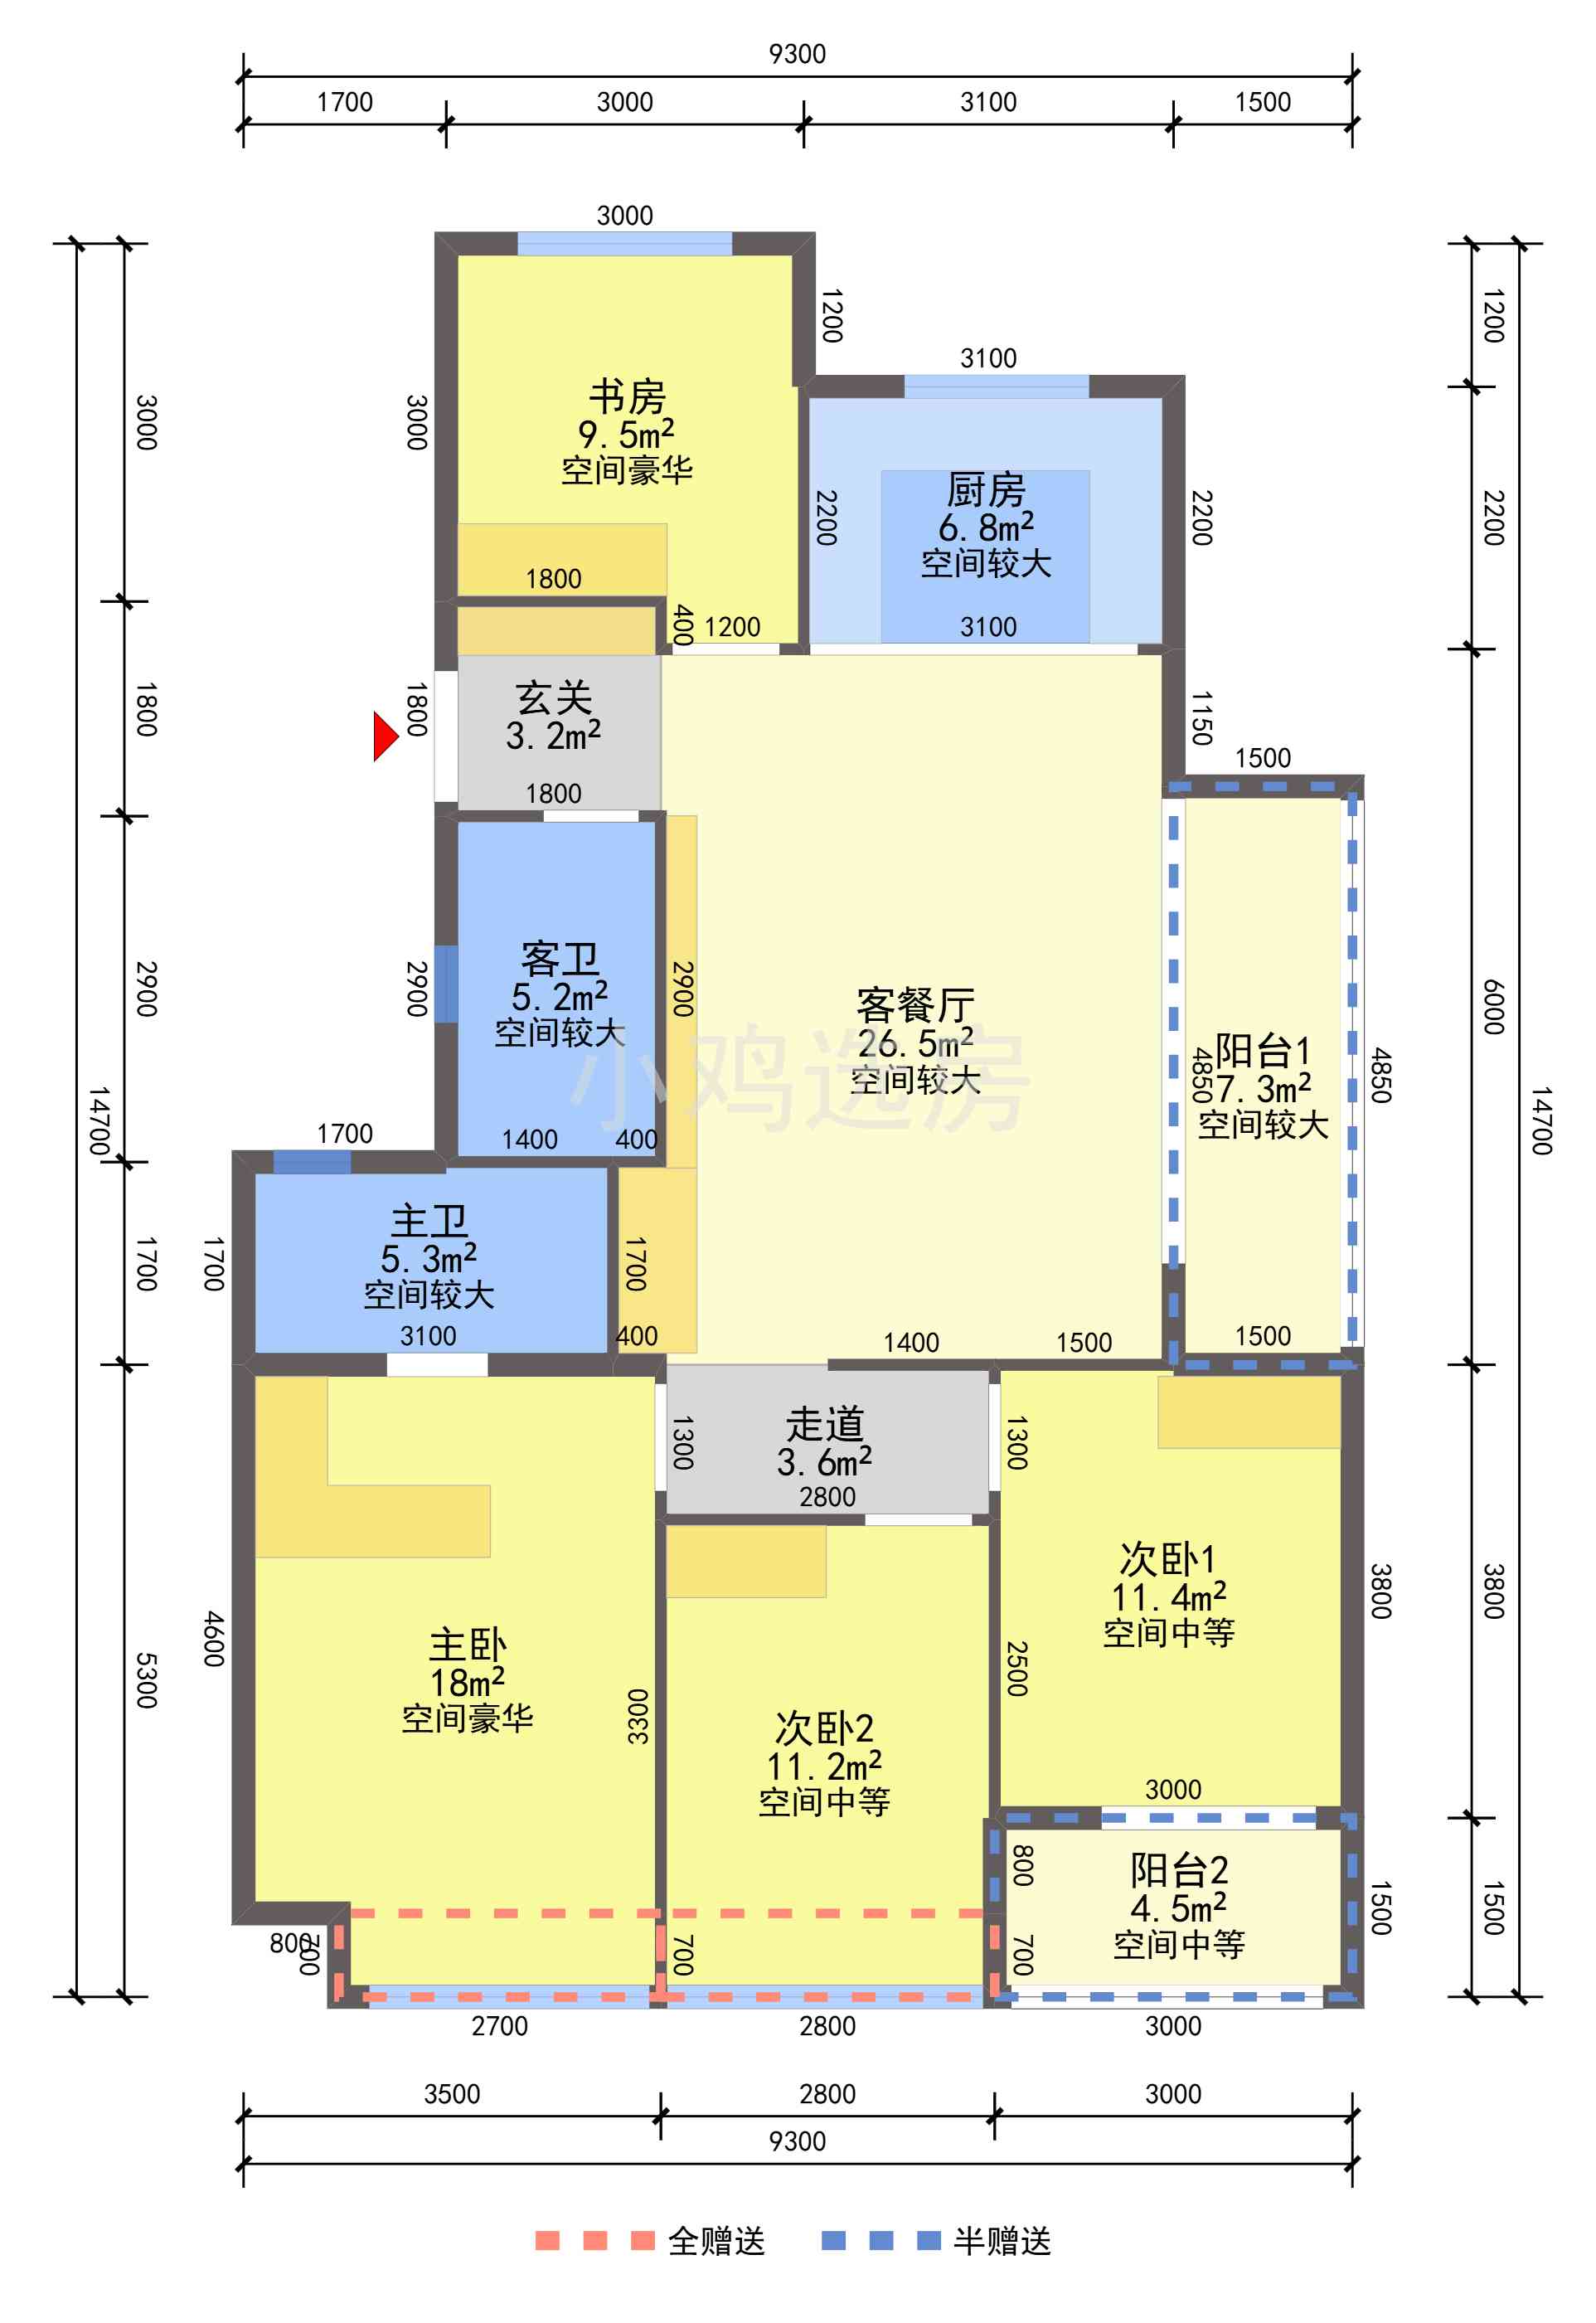 9300
1700 3000 3100 1500
3000
1200
3100
3000
书房
9.5m²
空间豪华
厨房
6.8m²
空间较大
2200
2200
1800
400
1200
3100
玄关
3.2m²
1800
1800
1150
1500
客卫
5.2m²
空间较大
2900
2900
客餐厅
26.5m²
空间较大
小鸡选房
阳台1
7.3m²
空间较大
4850
4850
1700
1400
400
主卫
5.3m²
空间较大
1700
1700
3100
400
1400
1500
1500
走道
3.6m²
2800
1300
1300
次卧1
11.4m²
空间中等
3800
2500
主卧
18m²
空间豪华
4600
3300
次卧2
11.2m²
空间中等
3000
阳台2
4.5m²
空间中等
800
1500
800
700
700
700
2700
2800
3000
3000
1800
2900
1700
5300
14700
1200
2200
6000
3800
1500
14700
3500 2800 3000
9300
全赠送 半赠送